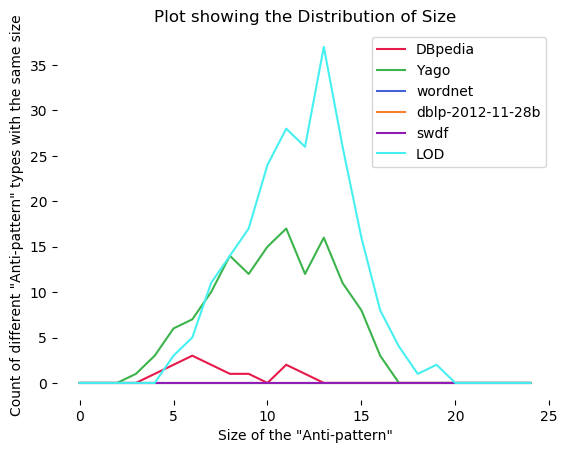 Plot showing the Distribution of Size
Count of different "Anti-pattern" types with the same size
35
30
25
20
15
10
5
0
DBpedia
Yago
wordnet
dblp-2012-11-28b
swdf
LOD
0 5 10 15 20 25
Size of the "Anti-pattern"